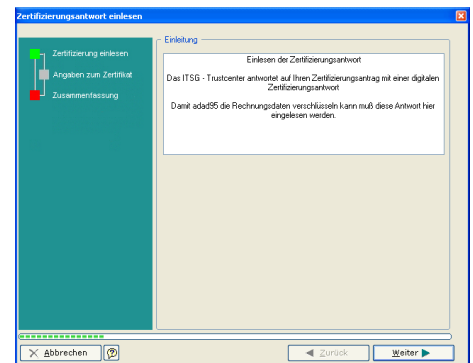 Zertifizierungsantwort einlesen
Zertifizierung einlesen
Angaben zum Zertifikat
Zusammenfassung
Einleitung
Einlesen der Zertifizierungsantwort
Das ITSG - Trustcenter antwortet auf Ihren Zertifizierungsantrag mit einer digitalen
Zertifizierungsantwort
Damit adad95 die Rechnungsdaten verschlüsseln kann muß diese Antwort hier
eingelesen werden.
Abbrechen
Zurück
Weiter